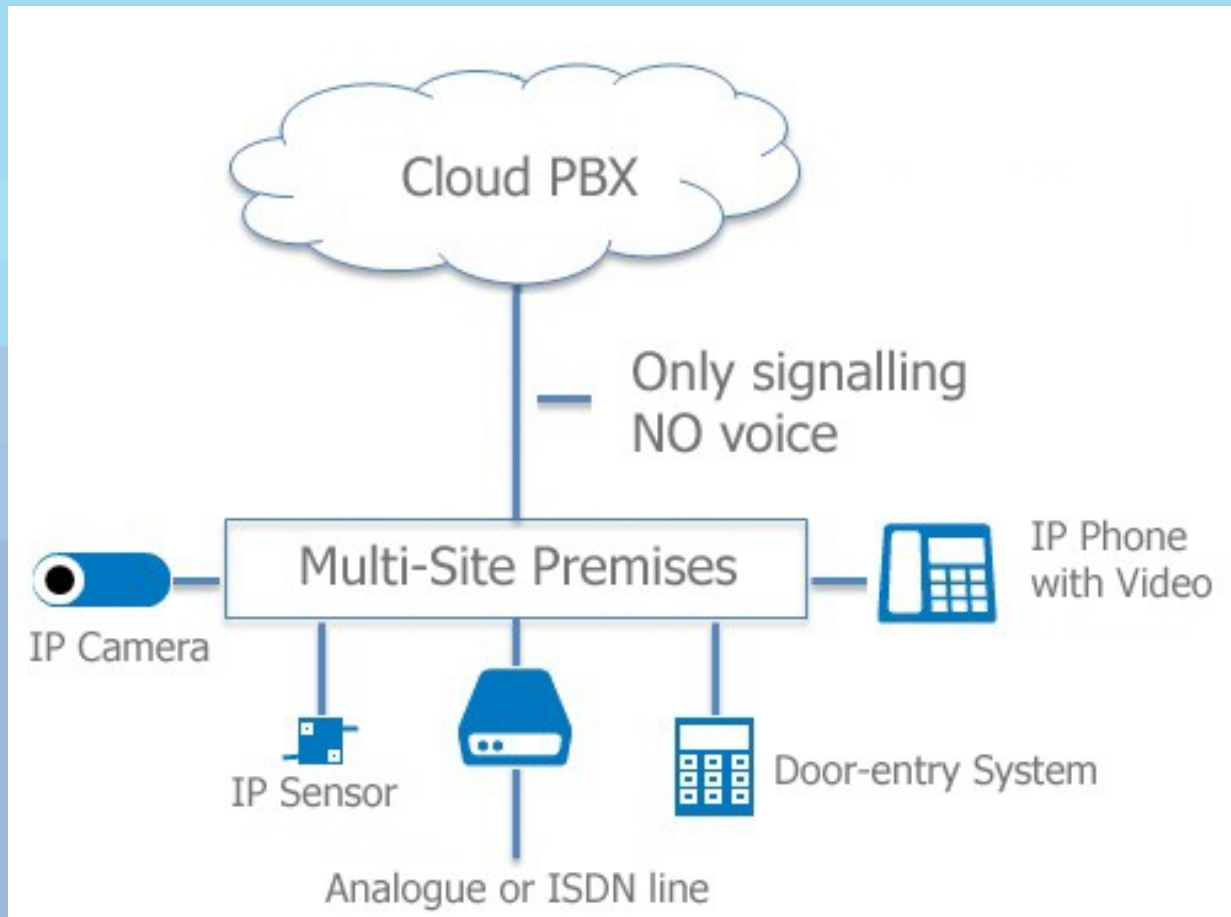 Cloud PBX
Only signalling
NO voice
Multi-Site Premises
IP Phone
with Video
IP Camera
IP Sensor
Door-entry System
Analogue or ISDN line